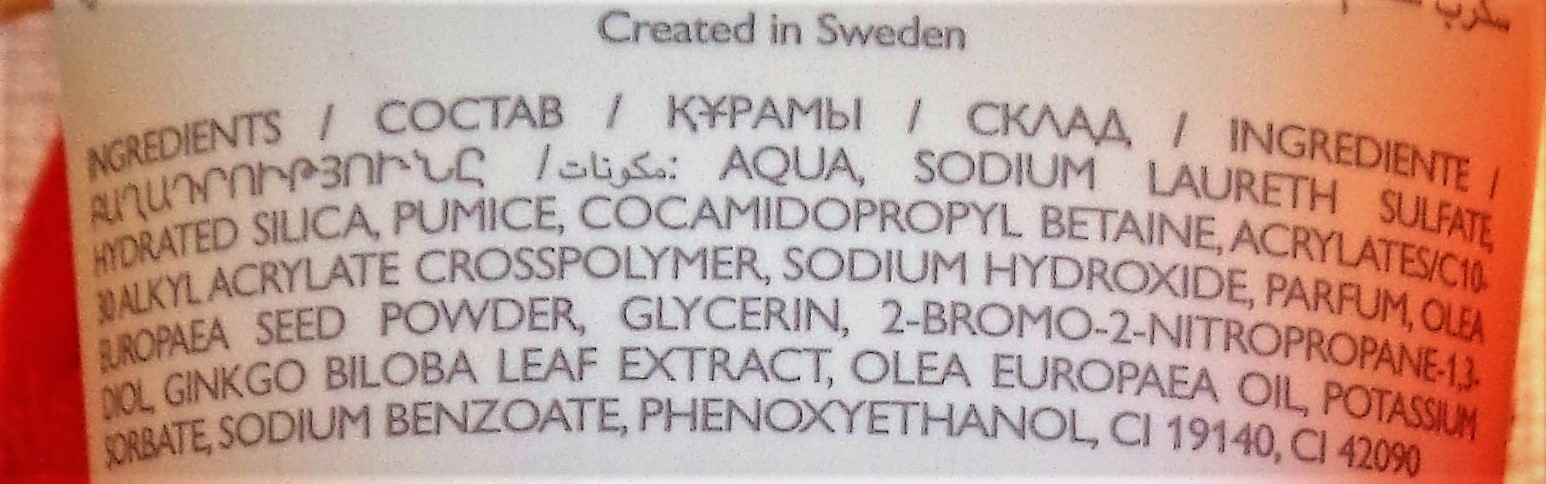 سكرب
Created in Sweden
INGREDIENTS / СОСТАВ / ҚҰРАМЫ / СКЛАД / INGREDIENTE /
ԲԱՂԱԴՐՈՒԹՅՈՒՆԸ / مكونات: AQUA, SODIUM LAURETH SULFATE,
HYDRATED SILICA, PUMICE, COCAMIDOPROPYL BETAINE, ACRYLATES/C10-
30 ALKYL ACRYLATE CROSSPOLYMER, SODIUM HYDROXIDE, PARFUM, OLEA
EUROPAEA SEED POWDER, GLYCERIN, 2-BROMO-2-NITROPROPANE-1,3-
DIOL, GINKGO BILOBA LEAF EXTRACT, OLEA EUROPAEA OIL, POTASSIUM
SORBATE, SODIUM BENZOATE, PHENOXYETHANOL, CI 19140, CI 42090